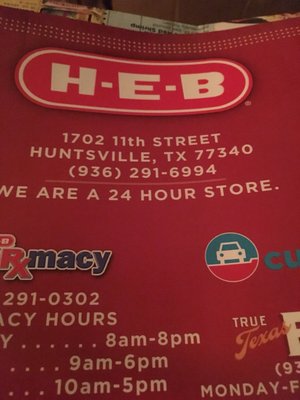 H-E-B
1702 11th STREET
HUNTSVILLE, TX 77340
(936) 291-6994
WE ARE A 24 HOUR STORE.
Rxmacy
cu
291-0302
ACY HOURS
Y . . . . . . 8am-8pm
. . . . 9am-6pm
. . . . 10am-5pm
TRUE
Texas
(93
MONDAY-F